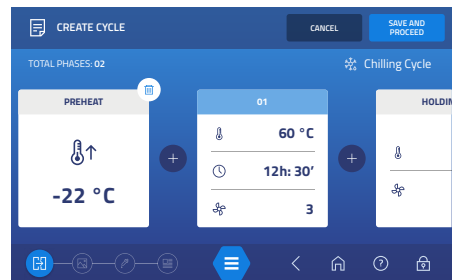 CREATE CYCLE
CANCEL
SAVE AND
PROCEED
TOTAL PHASES: 02
Chilling Cycle
PREHEAT
-22 °C
01
60 °C
12h: 30’
3
HOLDIN